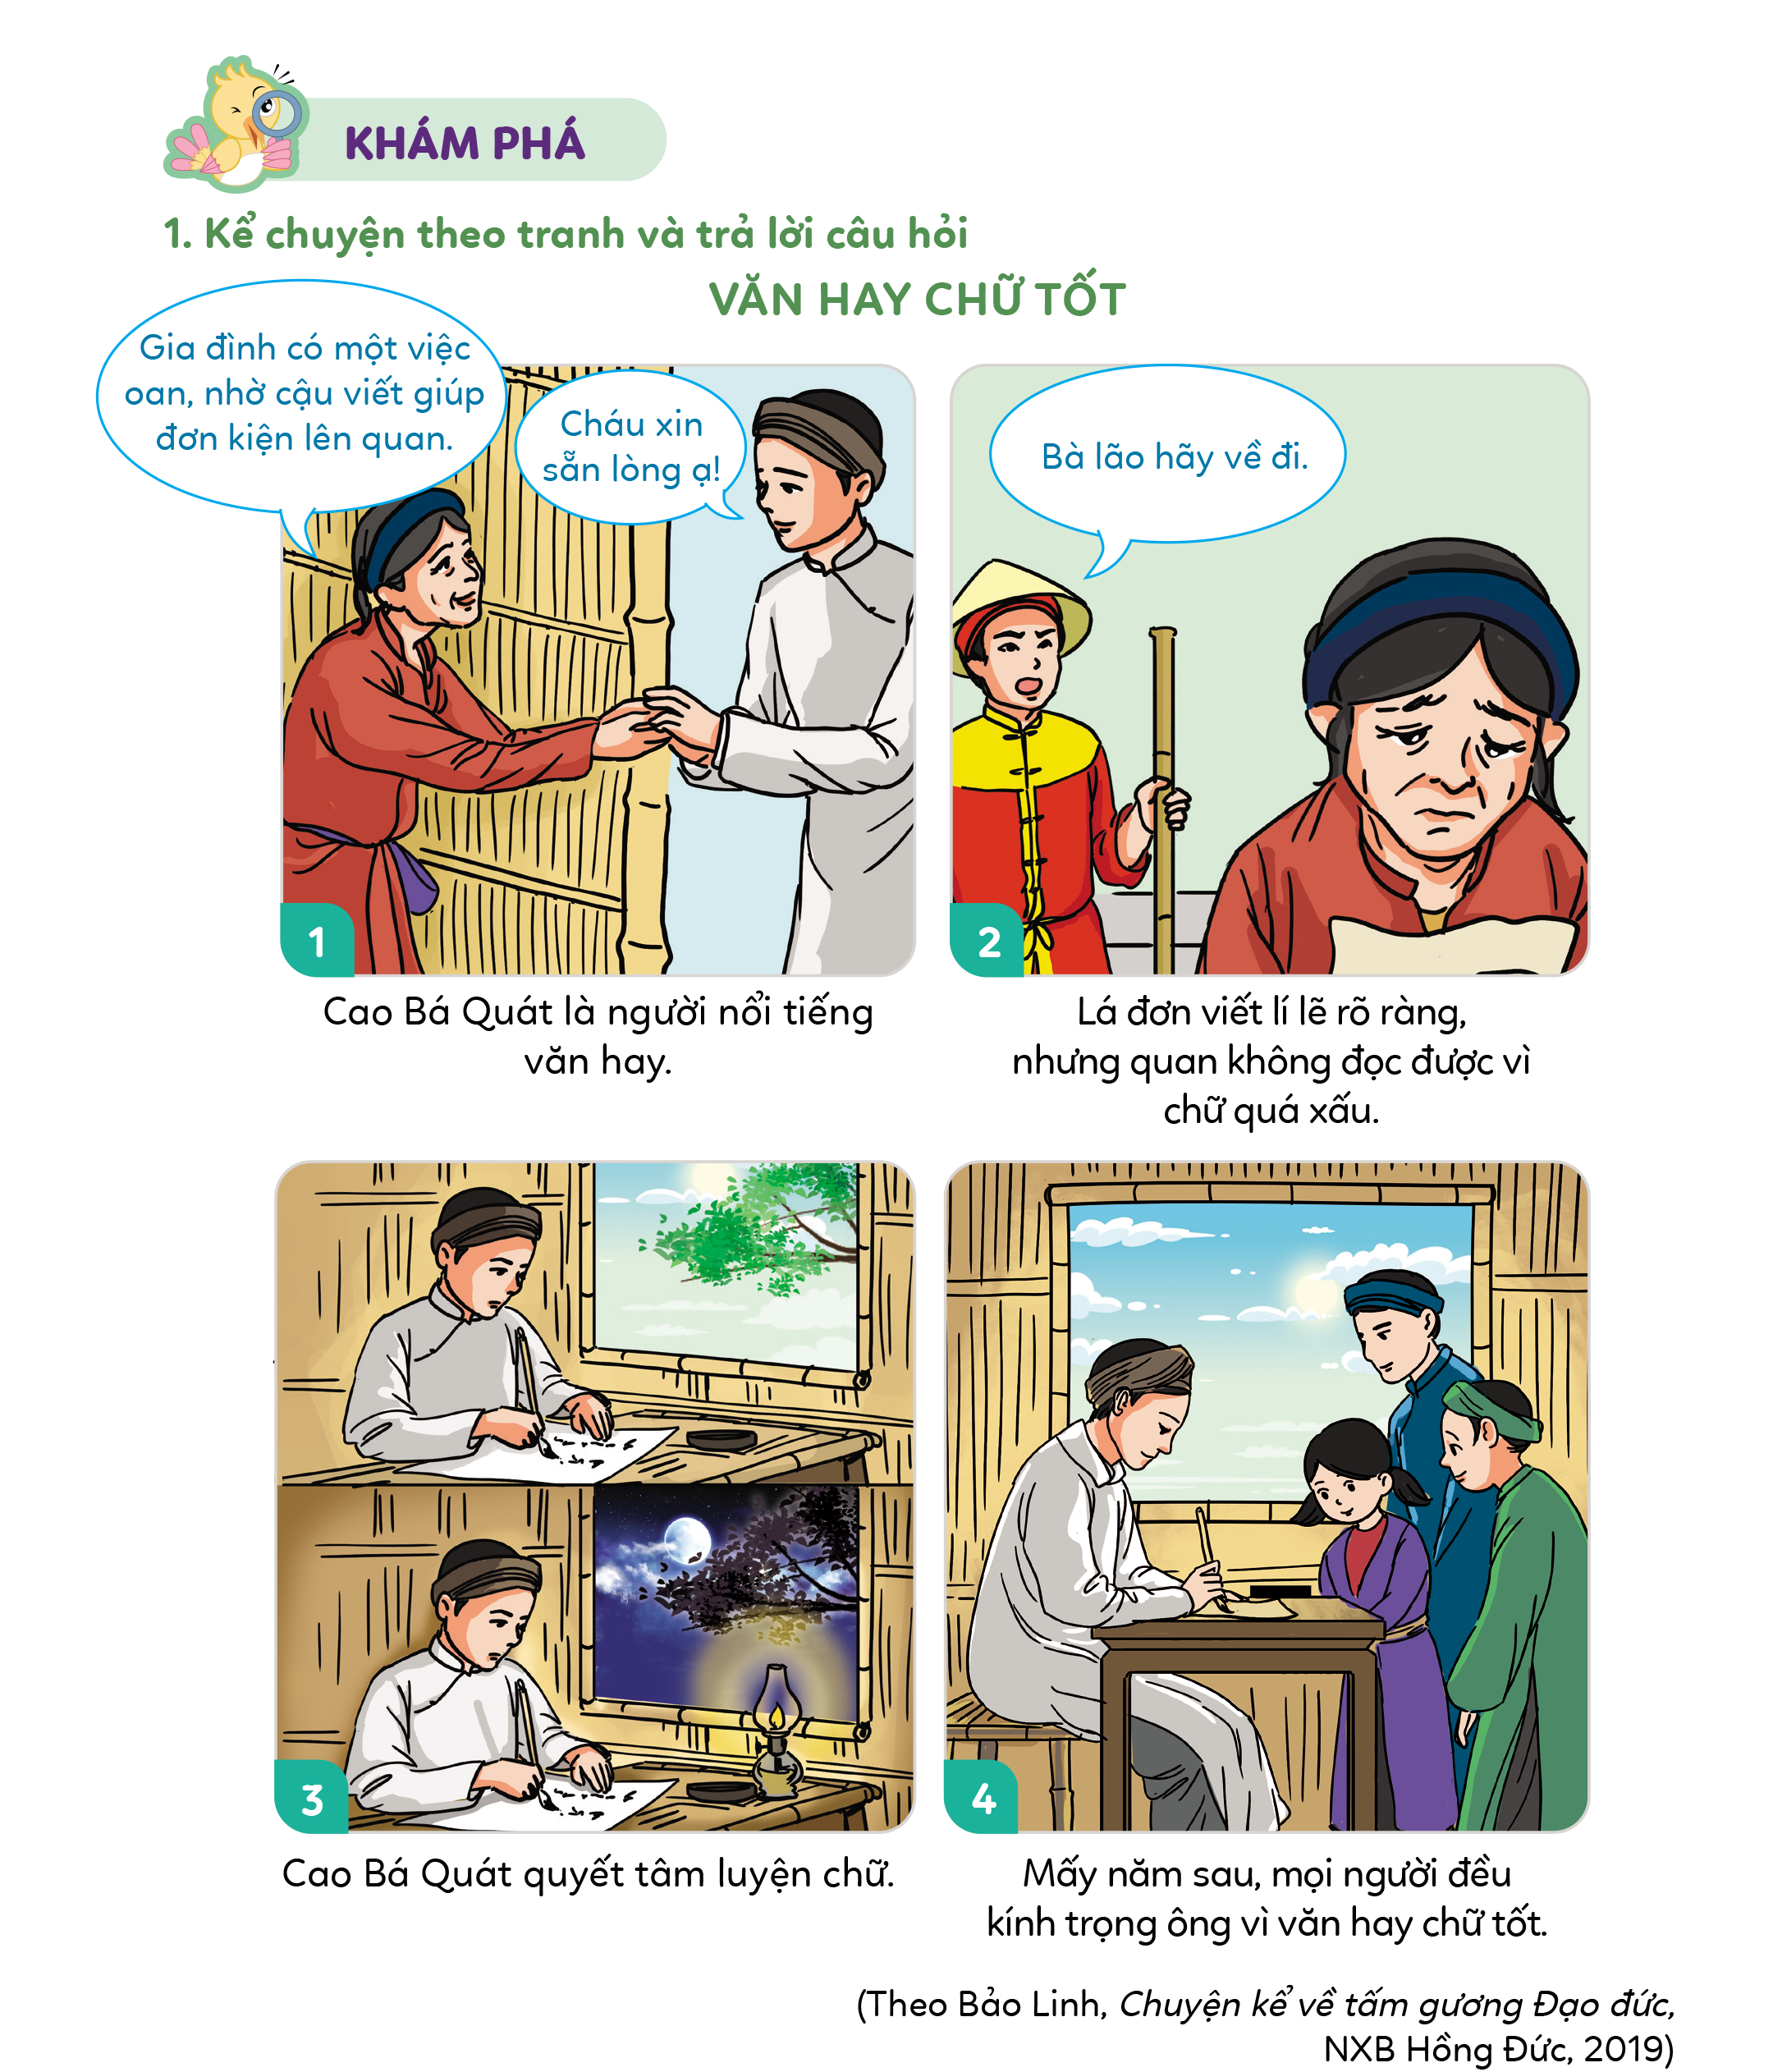 KHÁM PHÁ
1. Kể chuyện theo tranh và trả lời câu hỏi
VĂN HAY CHỮ TỐT
Gia đình có một việc
oan, nhờ cậu viết giúp
đơn kiện lên quan.
Cháu xin
sẵn lòng ạ!
1
Cao Bá Quát là người nổi tiếng
văn hay.
Bà lão hãy về đi.
2
Lá đơn viết lí lẽ rõ ràng,
nhưng quan không đọc được vì
chữ quá xấu.
3
Cao Bá Quát quyết tâm luyện chữ.
4
Mấy năm sau, mọi người đều
kính trọng ông vì văn hay chữ tốt.
(Theo Bảo Linh, Chuyện kể về tấm gương Đạo đức,
NXB Hồng Đức, 2019)